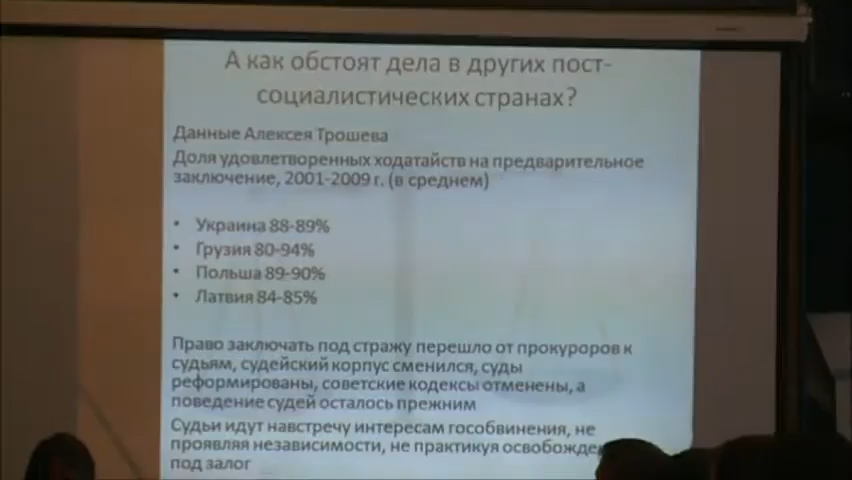 А как обстоят дела в других пост-
социалистических странах?
Данные Алексея Трошева
Доля удовлетворенных ходатайств на предварительное
заключение, 2001-2009 г. (в среднем)
• Украина 88-89%
• Грузия 80-94%
• Польша 89-90%
• Латвия 84-85%
Право заключать под стражу перешло от прокуроров к
судьям, судейский корпус сменился, суды
реформированы, советские кодексы отменены, а
поведение судей осталось прежним
Судьи идут навстречу интересам гособвинения, не
проявляя независимости, не практикуя
под залог